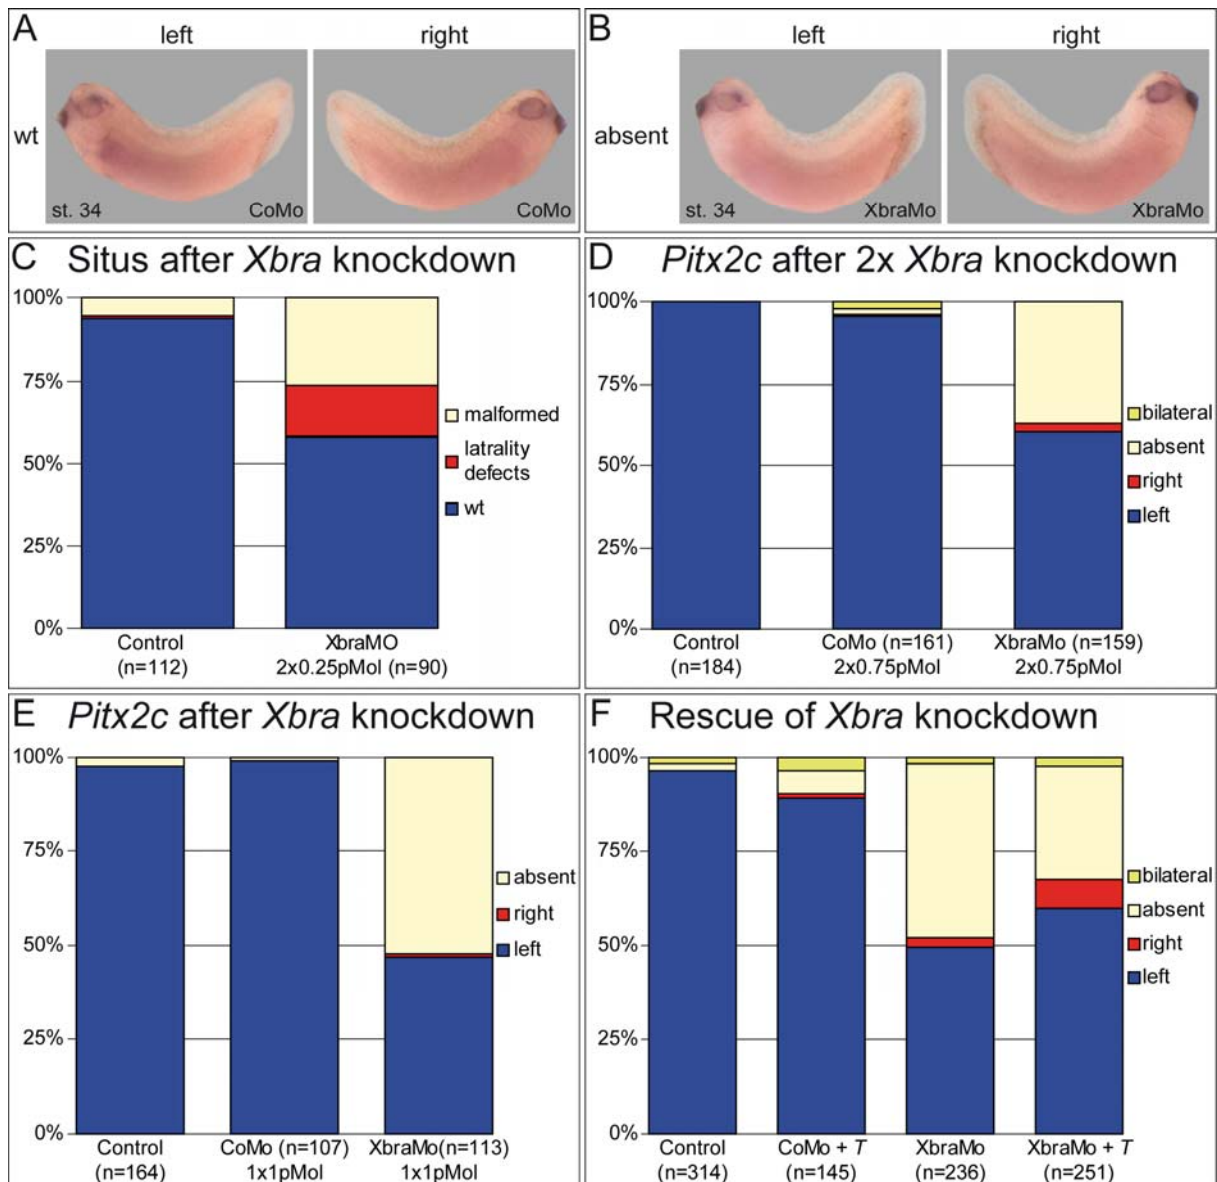 A
left
right
wt
st. 34
CoMo
CoMo
B
left
right
absent
st. 34
XbraMo
XbraMo
C Situs after Xbra knockdown
100%
75%
50%
25%
0%
malformed
latrality
defects
wt
Control
(n=112)
XbraMO
2x0.25pMol (n=90)
D Pitx2c after 2x Xbra knockdown
100%
75%
50%
25%
0%
bilateral
absent
right
left
Control
(n=184)
CoMo (n=161)
2x0.75pMol
XbraMo (n=159)
2x0.75pMol
E Pitx2c after Xbra knockdown
100%
75%
50%
25%
0%
absent
right
left
Control
(n=164)
CoMo (n=107)
1x1pMol
XbraMo(n=113)
1x1pMol
F Rescue of Xbra knockdown
100%
75%
50%
25%
0%
bilateral
absent
right
left
Control
(n=314)
CoMo + T
(n=145)
XbraMo
(n=236)
XbraMo + T
(n=251)